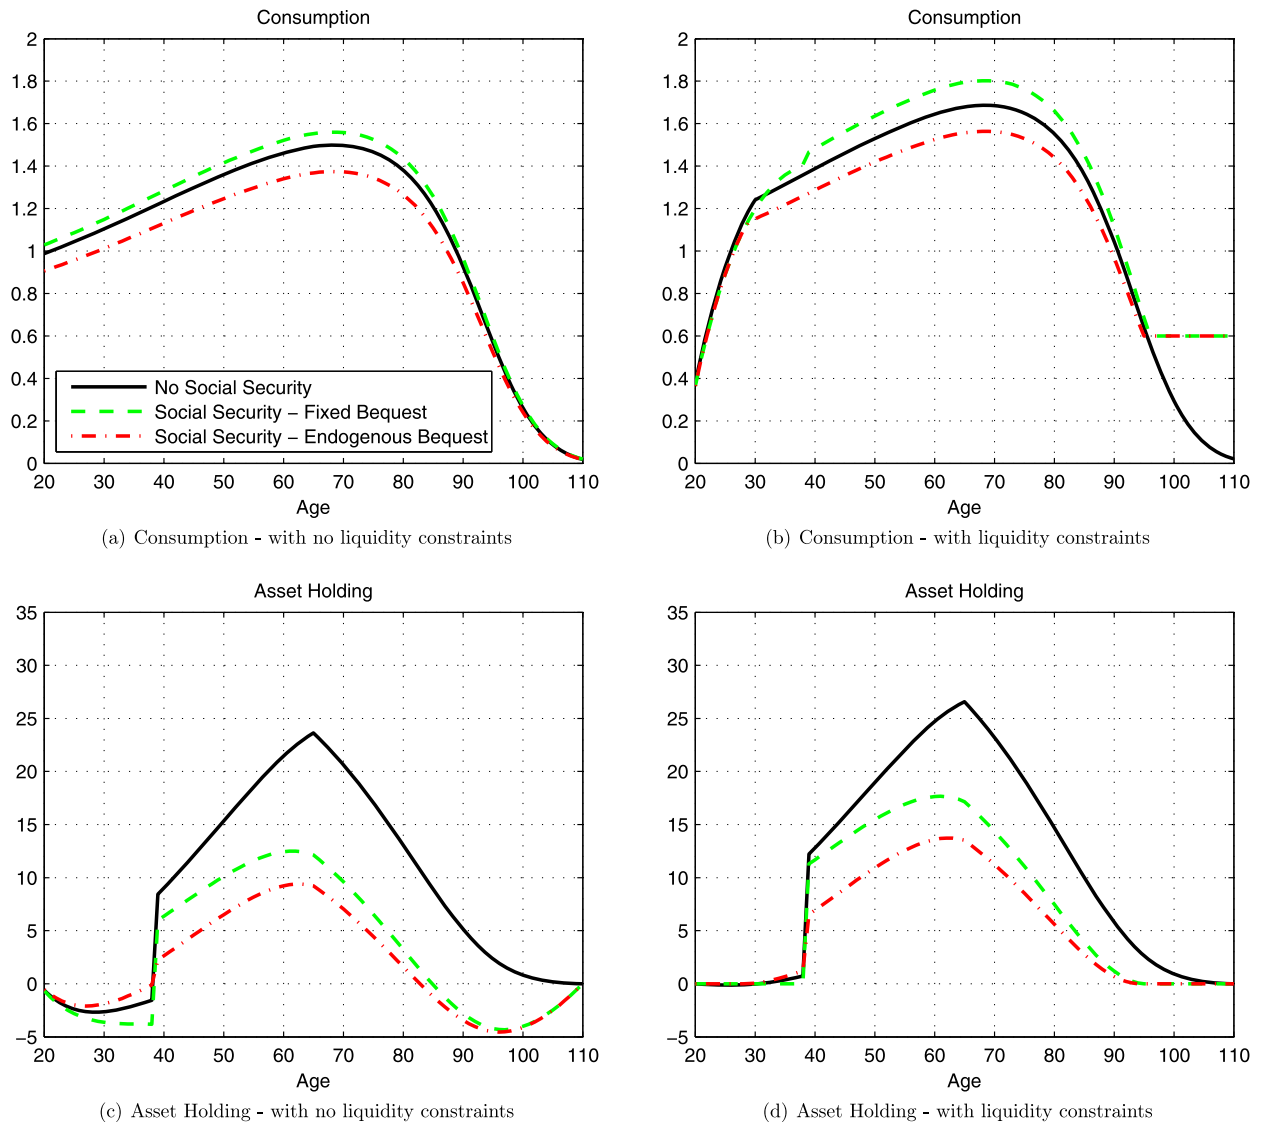 Consumption
2
1.8
1.6
1.4
1.2
1
0.8
0.6
0.4
0.2
0
No Social Security
Social Security – Fixed Bequest
Social Security – Endogenous Bequest
20 30 40 50 60 70 80 90 100 110
Age
(a) Consumption - with no liquidity constraints
Consumption
2
1.8
1.6
1.4
1.2
1
0.8
0.6
0.4
0.2
0
20 30 40 50 60 70 80 90 100 110
Age
(b) Consumption - with liquidity constraints
Asset Holding
35
30
25
20
15
10
5
0
−5
20 30 40 50 60 70 80 90 100 110
Age
(c) Asset Holding - with no liquidity constraints
Asset Holding
35
30
25
20
15
10
5
0
−5
20 30 40 50 60 70 80 90 100 110
Age
(d) Asset Holding - with liquidity constraints